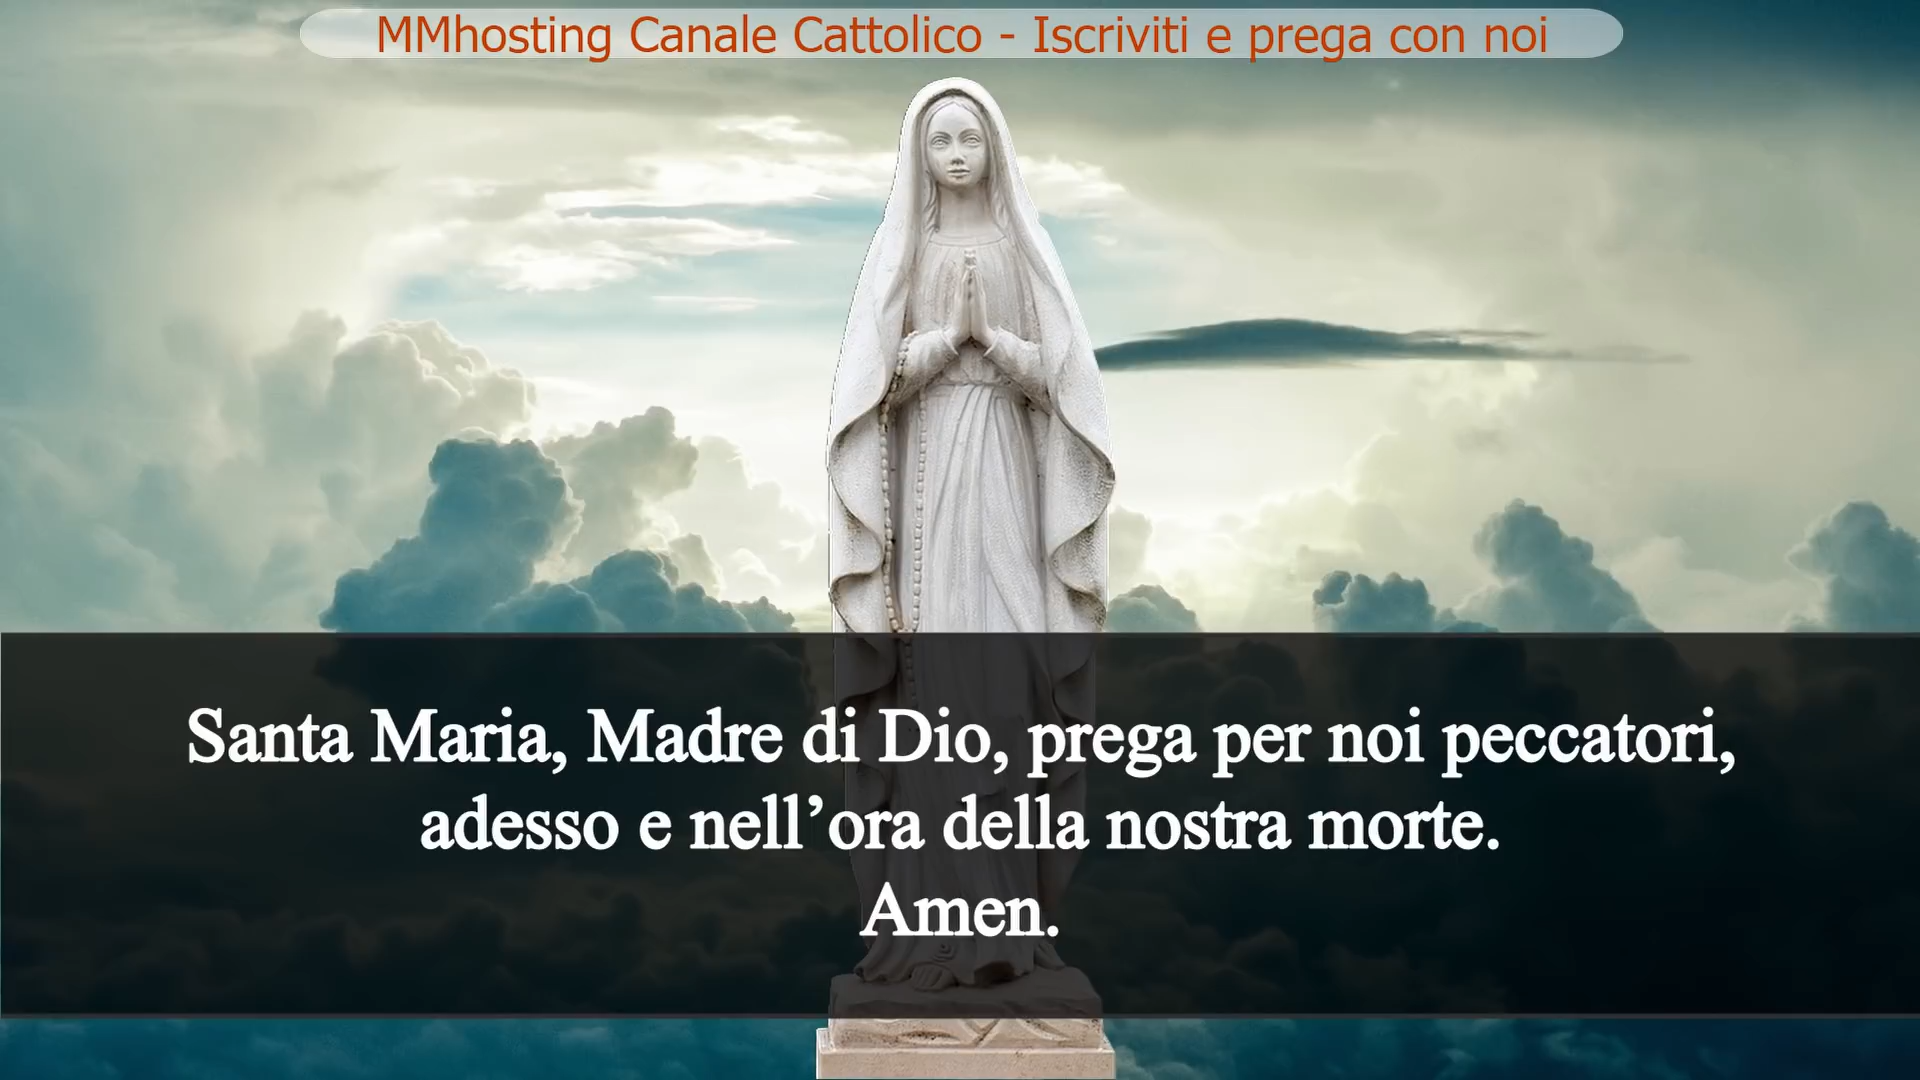 MMhosting Canale Cattolico - Iscriviti e prega con noi
Santa Maria, Madre di Dio, prega per noi peccatori,
adesso e nell’ora della nostra morte.
Amen.